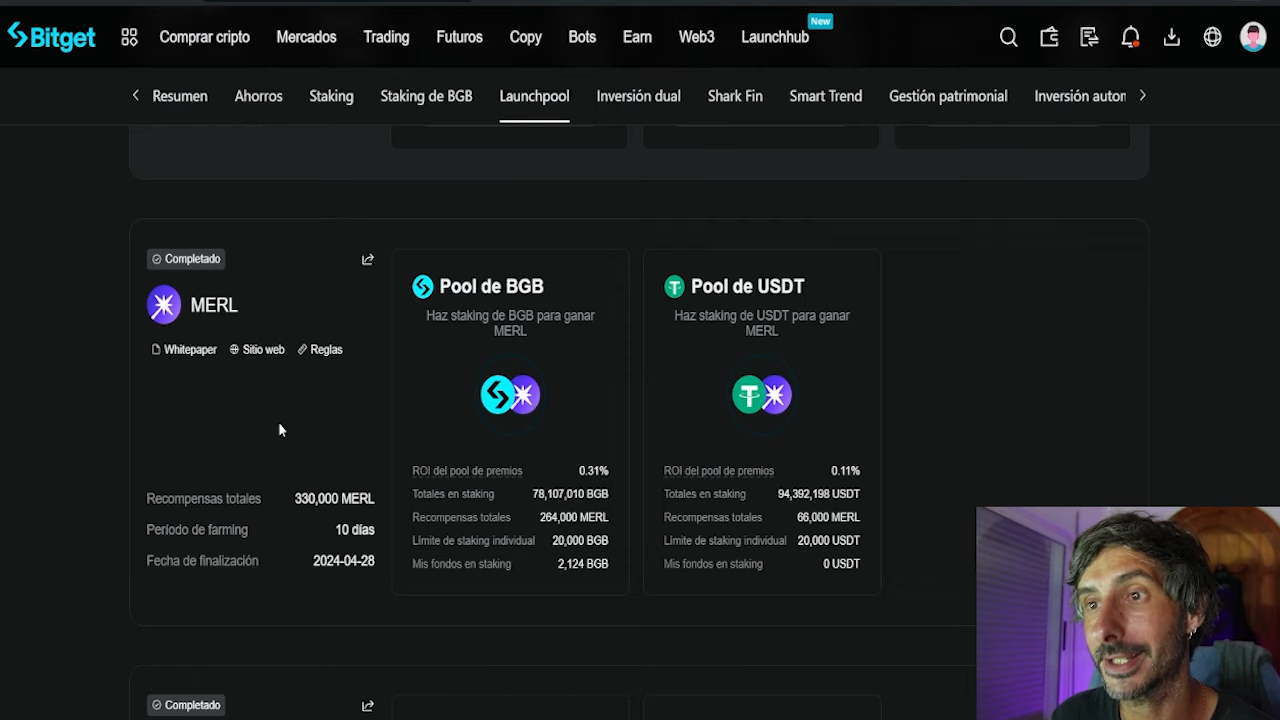 Bitget
Comprar cripto
Mercados
Trading
Futuros
Copy
Bots
Earn
Web3
Launchhub
New
Resumen
Ahorros
Staking
Staking de BGB
Launchpool
Inversión dual
Shark Fin
Smart Trend
Gestión patrimonial
Inversión autom
Completado
MERL
Whitepaper
Sitio web
Reglas
Recompensas totales 330,000 MERL
Período de farming 10 días
Fecha de finalización 2024-04-28
Pool de BGB
Haz staking de BGB para ganar
MERL
ROI del pool de premios 0.31%
Totales en staking 78,107,010 BGB
Recompensas totales 264,000 MERL
Límite de staking individual 20,000 BGB
Mis fondos en staking 2,124 BGB
Pool de USDT
Haz staking de USDT para ganar
MERL
ROI del pool de premios 0.11%
Totales en staking 94,392,198 USDT
Recompensas totales 66,000 MERL
Límite de staking individual 20,000 USDT
Mis fondos en staking 0 USDT
Completado